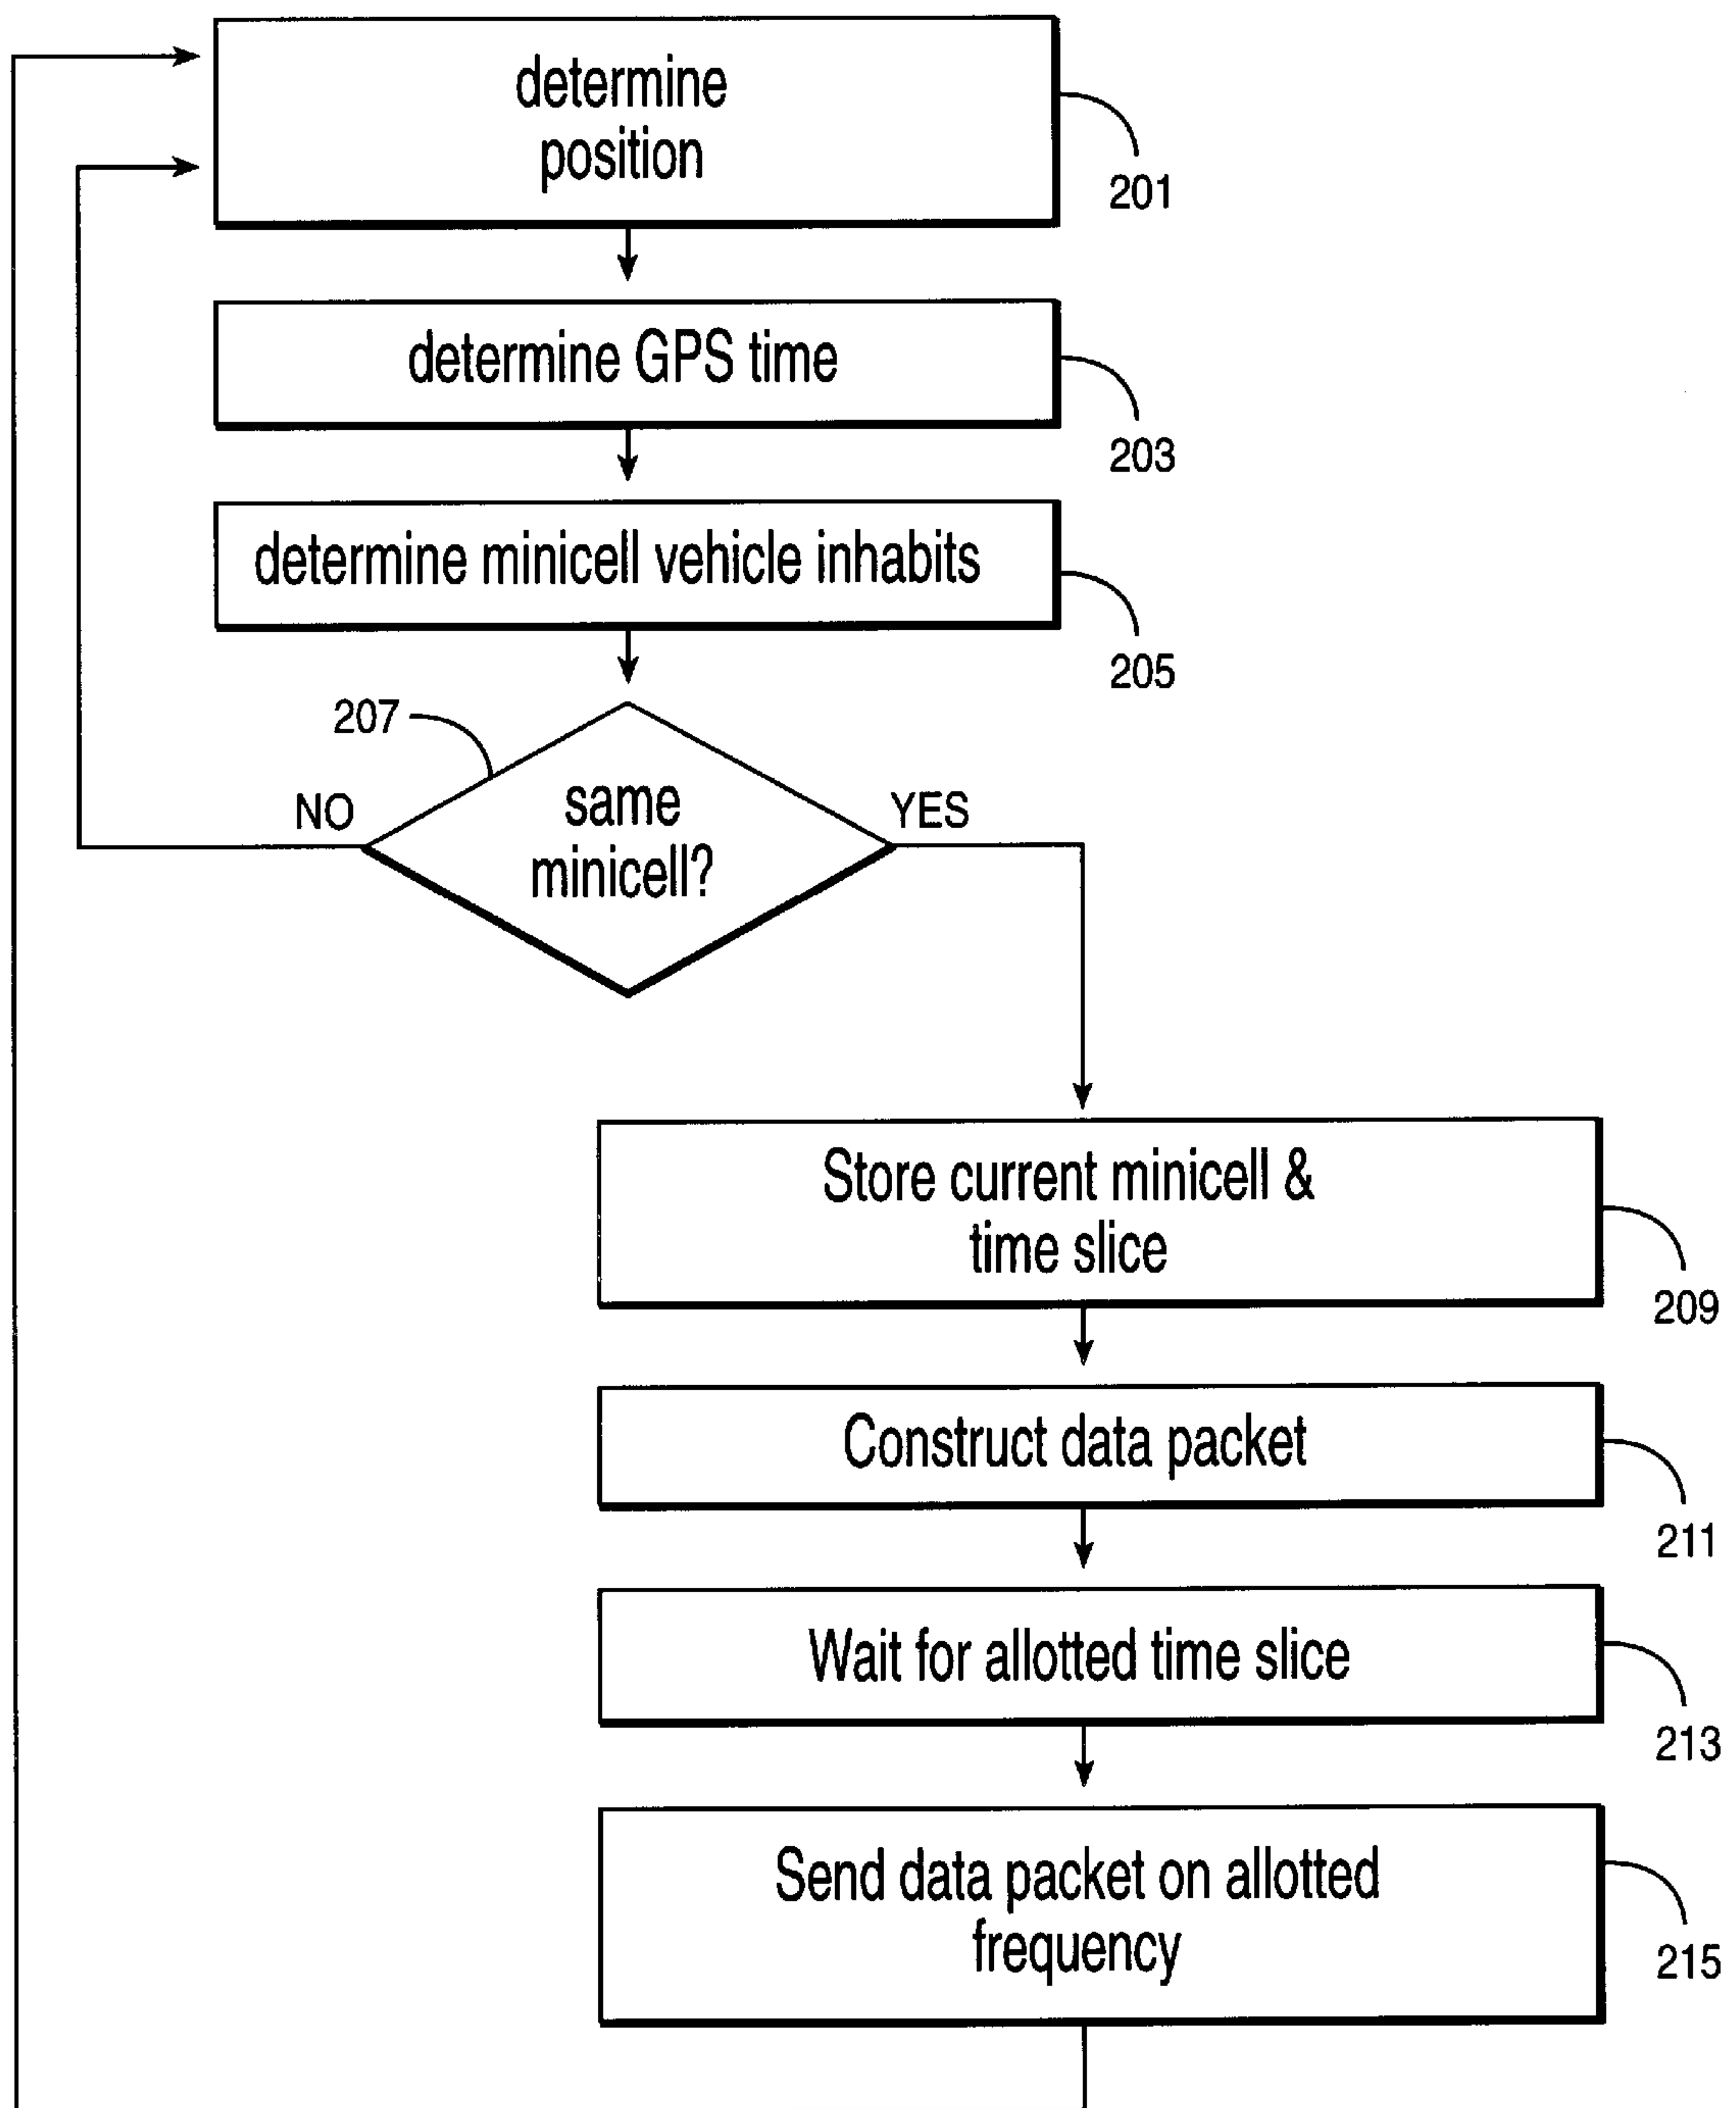 determine
position
201
determine GPS time
203
determine minicell vehicle inhabits
205
207
same
minicell?
NO
YES
Store current minicell &
time slice
209
Construct data packet
211
Wait for allotted time slice
213
Send data packet on allotted
frequency
215